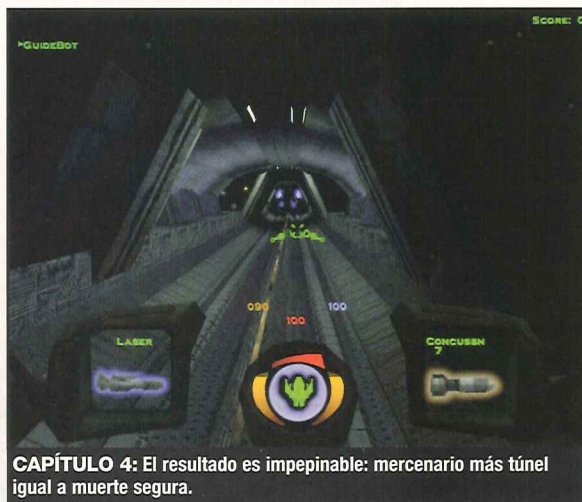 SCORE: 0
►GUIDEBOT
090
100
100
LASER
CONCUSSN
7
CAPÍTULO 4: El resultado es impepinable: mercenario más túnel
igual a muerte segura.